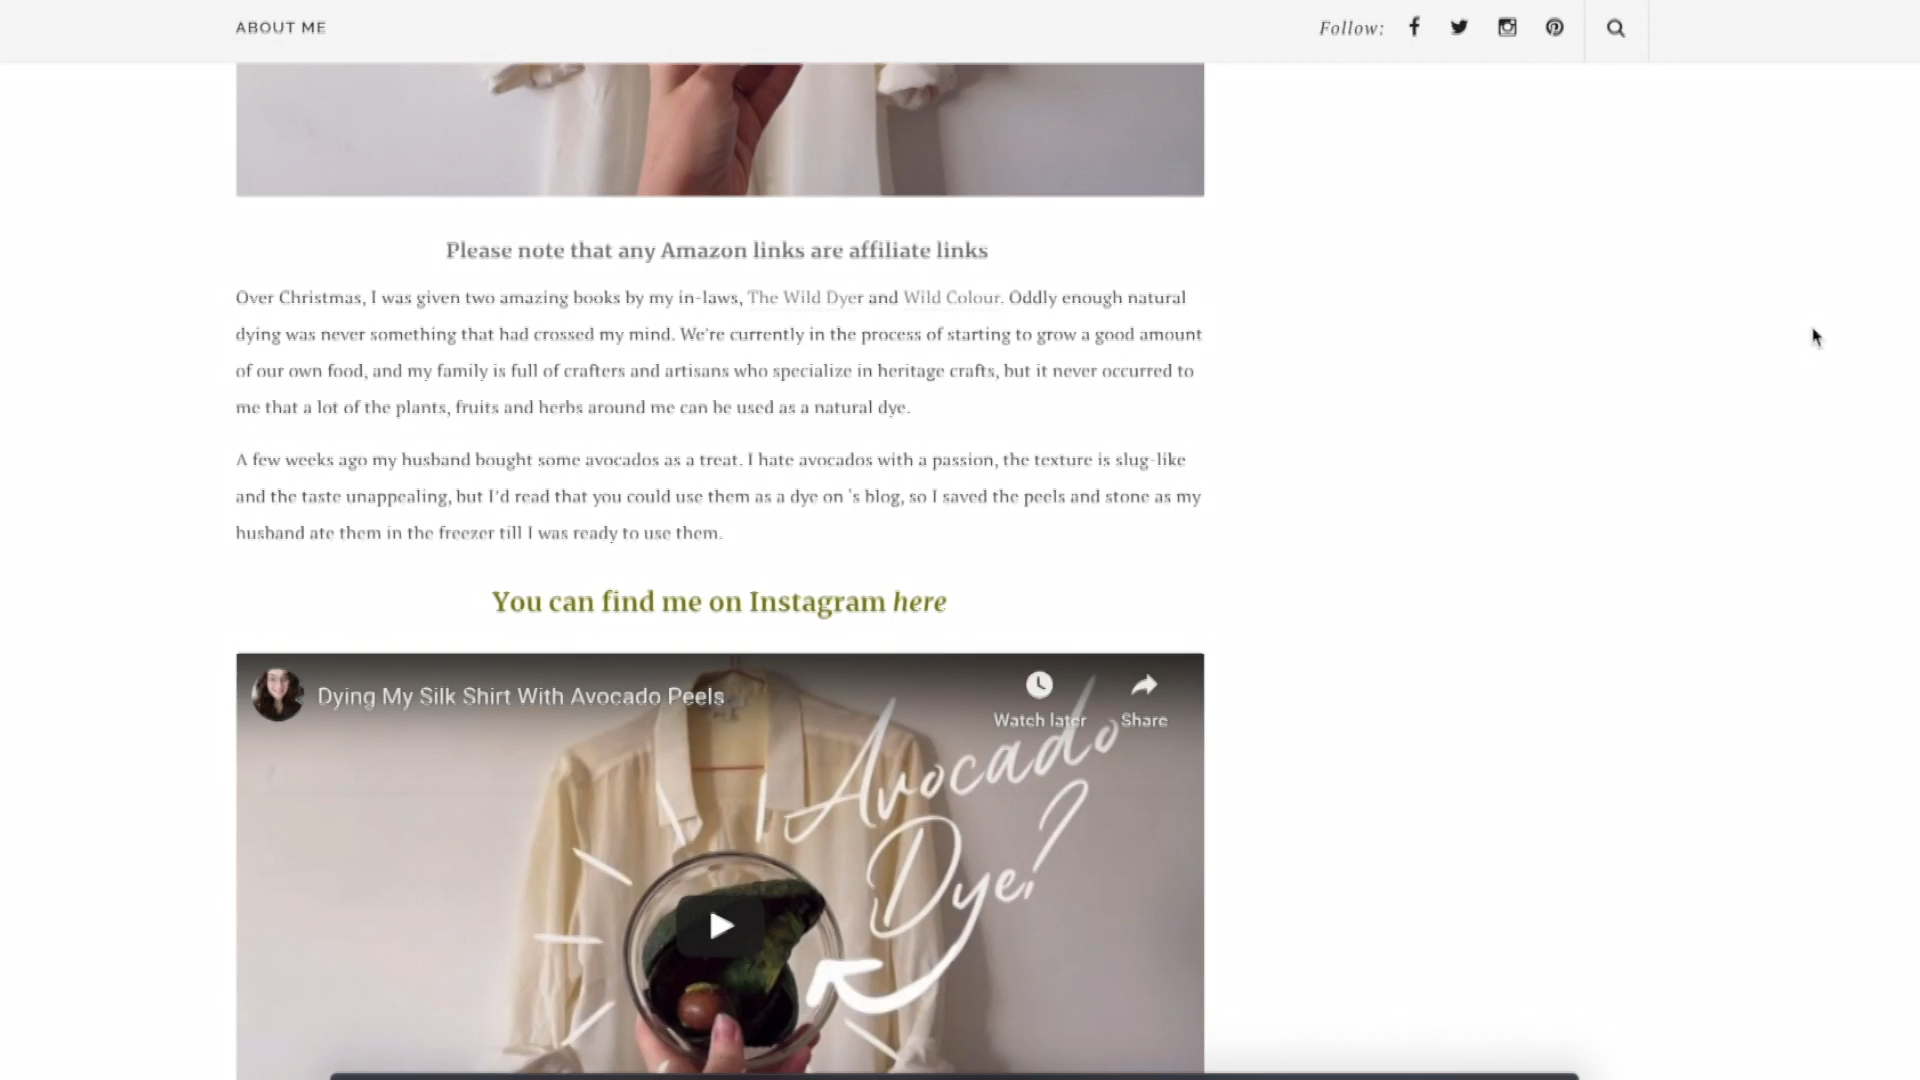 ABOUT ME
Follow:
Please note that any Amazon links are affiliate links
Over Christmas, I was given two amazing books by my in-laws, The Wild Dyer and Wild Colour. Oddly enough natural
dying was never something that had crossed my mind. We're currently in the process of starting to grow a good amount
of our own food, and my family is full of crafters and artisans who specialize in heritage crafts, but it never occurred to
me that a lot of the plants, fruits and herbs around me can be used as a natural dye.
A few weeks ago my husband bought some avocados as a treat. I hate avocados with a passion, the texture is slug-like
and the taste unappealing, but I'd read that you could use them as a dye on 's blog, so I saved the peels and stone as my
husband ate them in the freezer till I was ready to use them.
You can find me on Instagram here
Dying My Silk Shirt With Avocado Peels
Watch later
Share
Avocado
Dye?